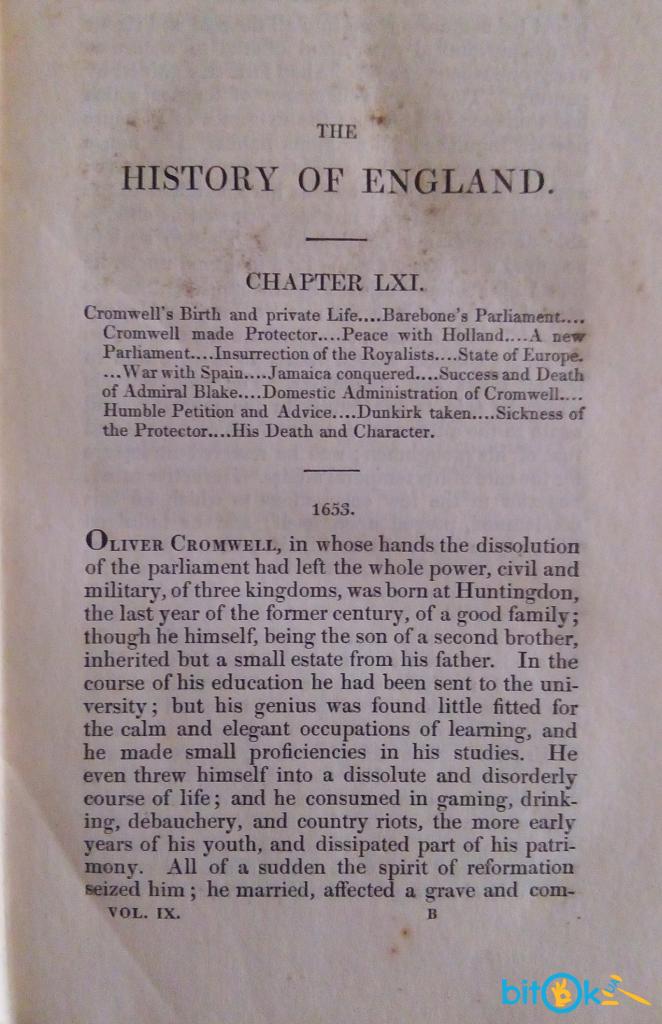 THE
HISTORY OF ENGLAND.
CHAPTER LXI.
Cromwell's Birth and private Life....Barebone's Parliament....
Cromwell made Protector....Peace with Holland....A new
Parliament....Insurrection of the Royalists....State of Europe.
...War with Spain....Jamaica conquered....Success and Death
of Admiral Blake....Domestic Administration of Cromwell....
Humble Petition and Advice....Dunkirk taken....Sickness of
the Protector....His Death and Character.
1653.
OLIVER CROMWELL, in whose hands the dissolution
of the parliament had left the whole power, civil and
military, of three kingdoms, was born at Huntingdon,
the last year of the former century, of a good family;
though he himself, being the son of a second brother,
inherited but a small estate from his father. In the
course of his education he had been sent to the uni-
versity; but his genius was found little fitted for
the calm and elegant occupations of learning, and
he made small proficiencies in his studies. He
even threw himself into a dissolute and disorderly
course of life; and he consumed in gaming, drink-
ing, debauchery, and country riots, the more early
years of his youth, and dissipated part of his patri-
mony. All of a sudden the spirit of reformation
seized him; he married, affected a grave and com-
VOL. IX. B
bitOk UA